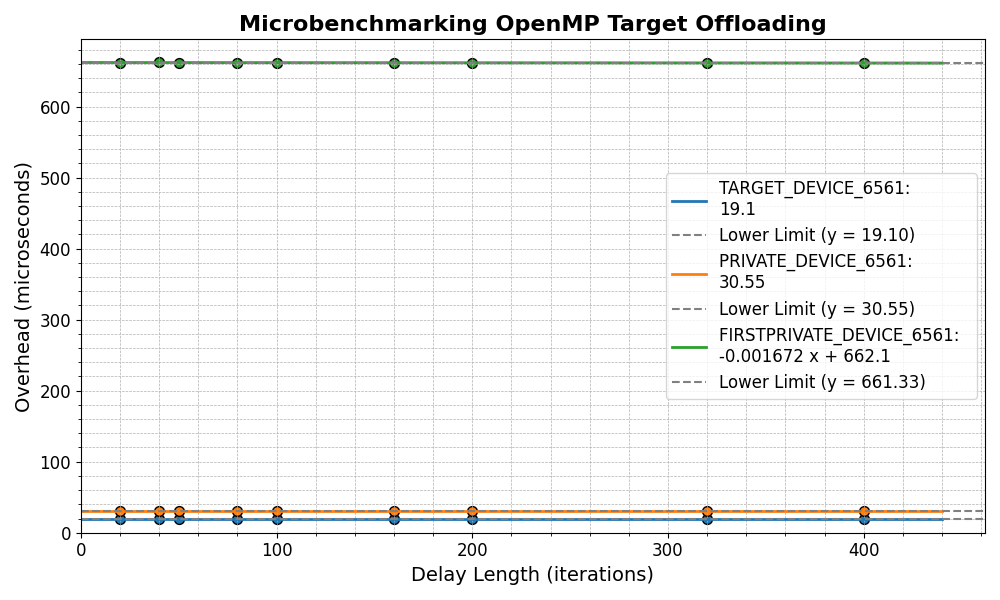 Microbenchmarking OpenMP Target Offloading
Overhead (microseconds)
600
500
400
300
200
100
0
TARGET_DEVICE_6561:
19.1
Lower Limit (y = 19.10)
PRIVATE_DEVICE_6561:
30.55
Lower Limit (y = 30.55)
FIRSTPRIVATE_DEVICE_6561:
-0.001672 x + 662.1
Lower Limit (y = 661.33)
0 100 200 300 400
Delay Length (iterations)